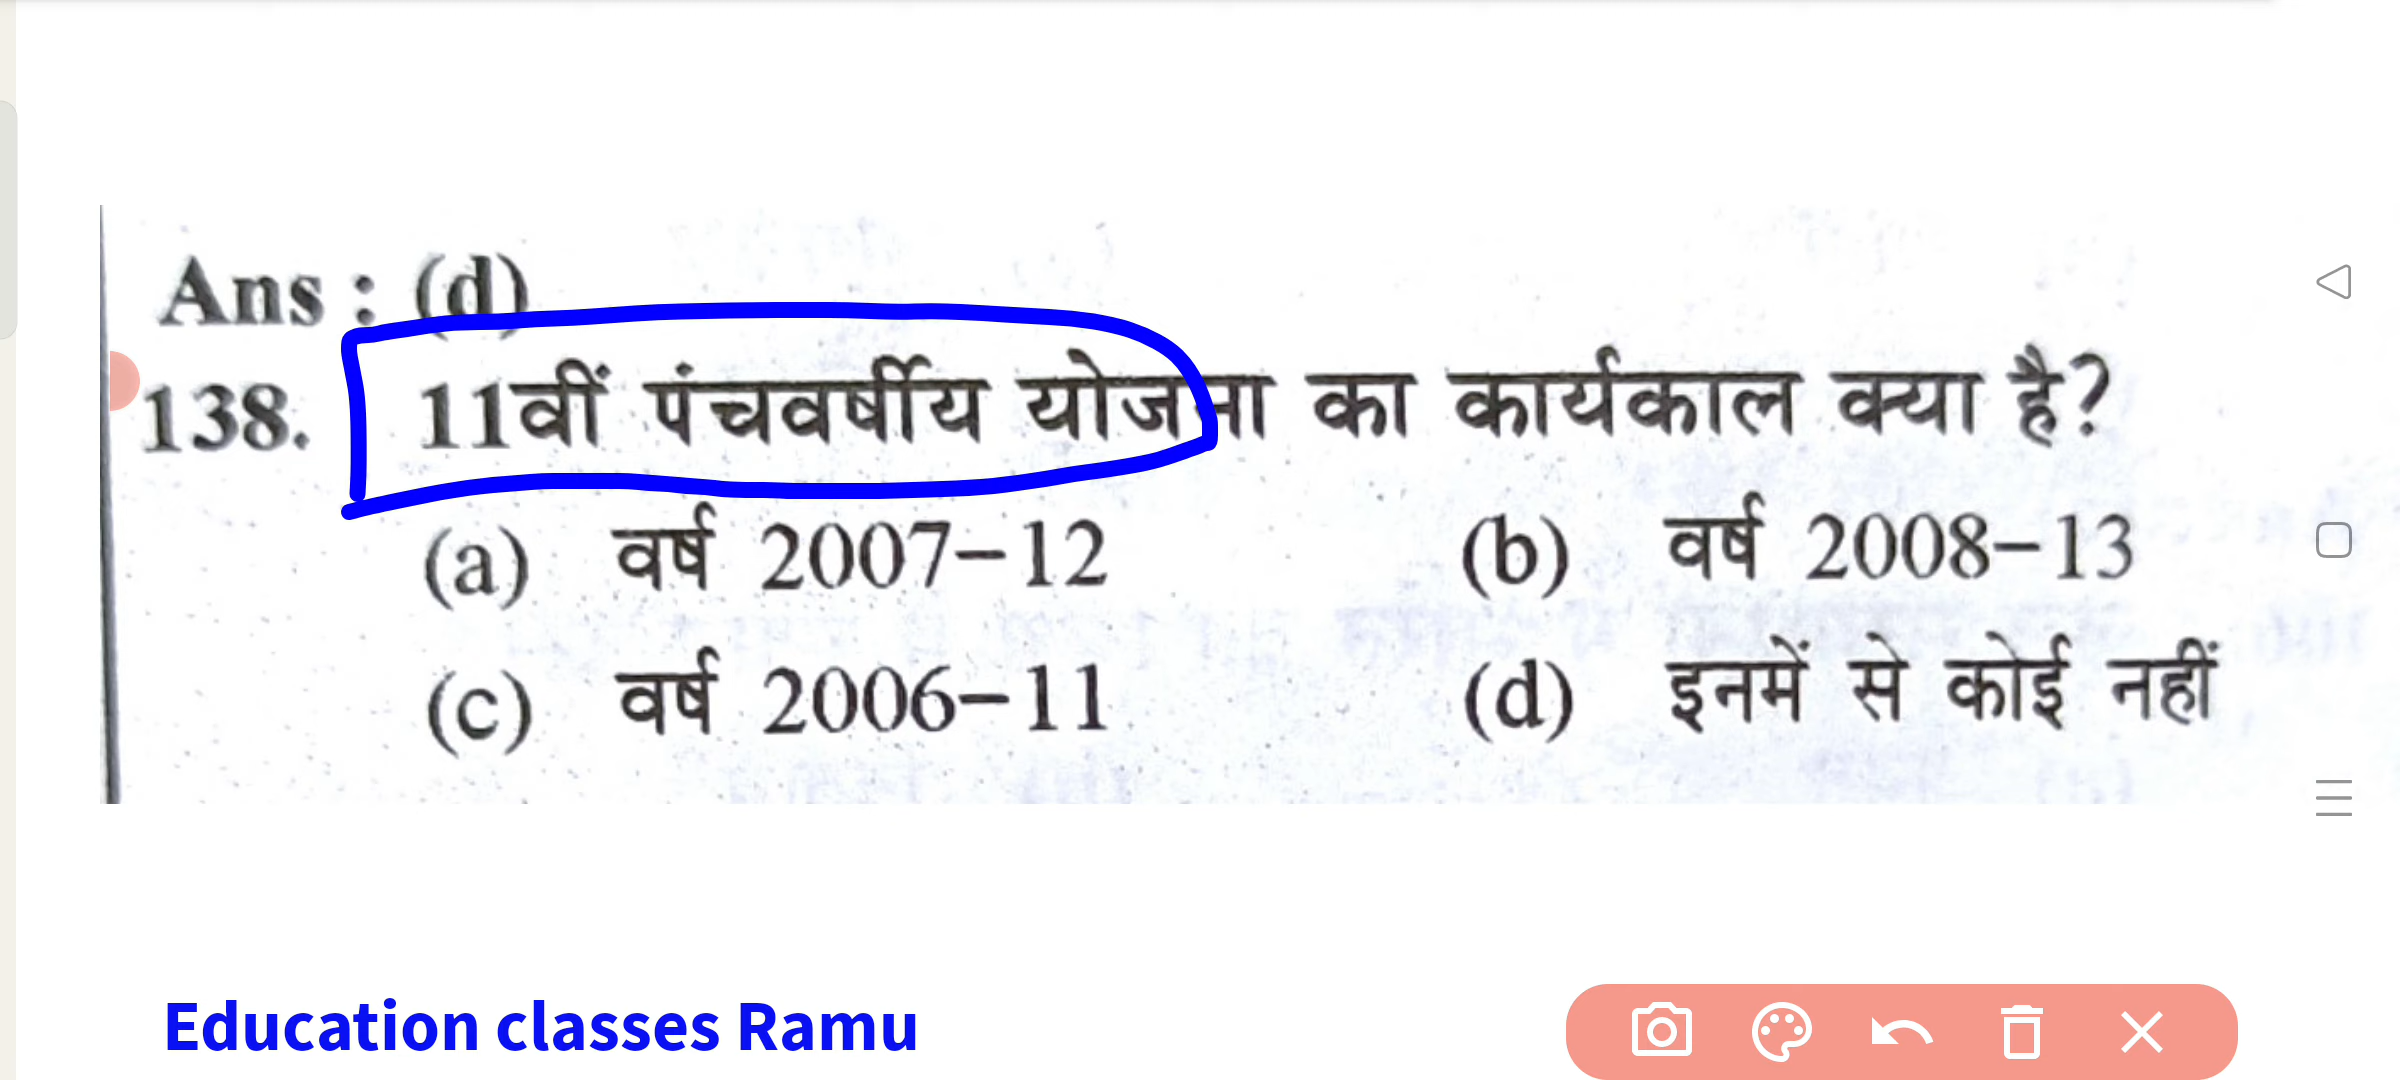 Ans : (d)
138. 11वीं पंचवर्षीय योजना का कार्यकाल क्या है?
(a) वर्ष 2007–12 (b) वर्ष 2008–13
(c) वर्ष 2006–11 (d) इनमें से कोई नहीं
Education classes Ramu